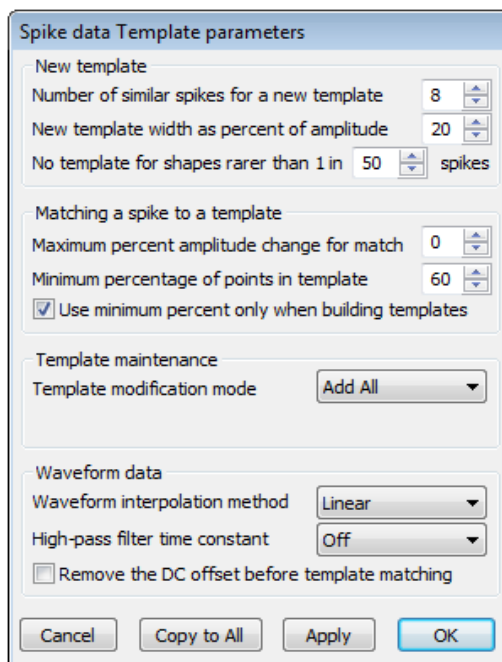 Spike data Template parameters
New template
Number of similar spikes for a new template 8
New template width as percent of amplitude 20
No template for shapes rarer than 1 in 50 spikes
Matching a spike to a template
Maximum percent amplitude change for match 0
Minimum percentage of points in template 60
Use minimum percent only when building templates
Template maintenance
Template modification mode Add All
Waveform data
Waveform interpolation method Linear
High-pass filter time constant Off
Remove the DC offset before template matching
Cancel Copy to All Apply OK